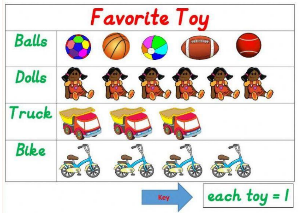 Favorite Toy
Balls
Dolls
Truck
Bike
Key
each toy = 1